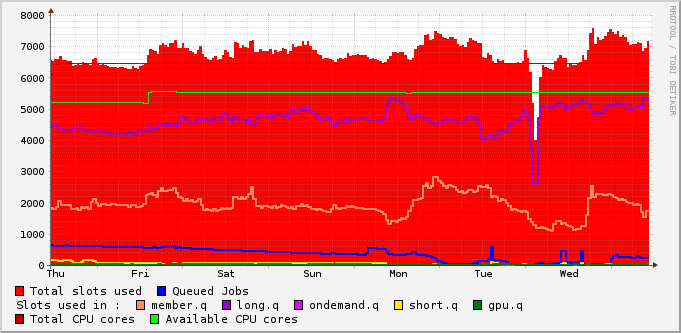 RRDTOOL / TOBI OETIKER
8000
7000
6000
5000
4000
3000
2000
1000
0
Thu Fri Sat Sun Mon Tue Wed
Total slots used Queued Jobs
Slots used in : member.q long.q ondemand.q short.q gpu.q
Total CPU cores Available CPU cores